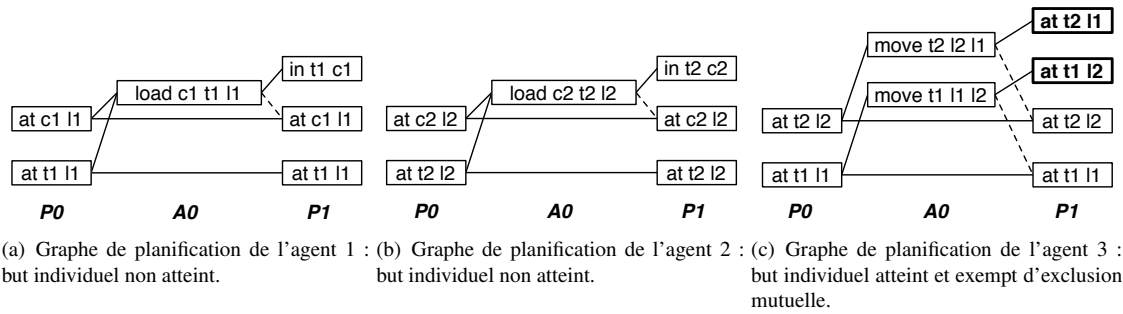 in t1 c1
load c1 t1 l1
at c1 l1
at c1 l1
at t1 l1
at t1 l1
P0
A0
P1
(a) Graphe de planification de l'agent 1 :
but individuel non atteint.
in t2 c2
load c2 t2 l2
at c2 l2
at c2 l2
at t2 l2
at t2 l2
P0
A0
P1
(b) Graphe de planification de l'agent 2 :
but individuel non atteint.
at t2 l1
move t2 l2 l1
at t1 l2
move t1 l1 l2
at t2 l2
at t2 l2
at t1 l1
at t1 l1
P0
A0
P1
(c) Graphe de planification de l'agent 3 :
but individuel atteint et exempt d'exclusion
mutuelle.